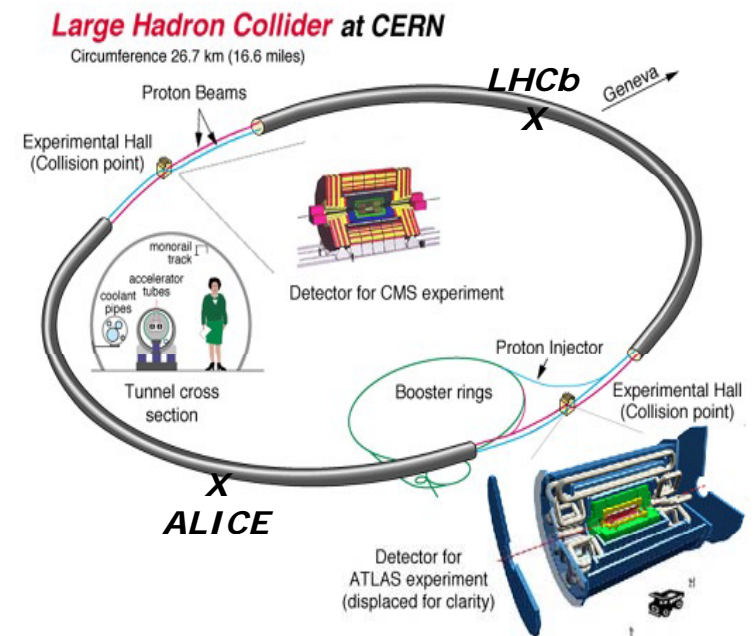 Large Hadron Collider at CERN
Circumference 26.7 km (16.6 miles)
LHCb
X
Geneva
Proton Beams
Experimental Hall
(Collision point)
monorail
track
accelerator
tubes
coolant
pipes
Tunnel cross
section
Detector for CMS experiment
Proton Injector
Booster rings
Experimental Hall
(Collision point)
X
ALICE
Detector for
ATLAS experiment
(displaced for clarity)